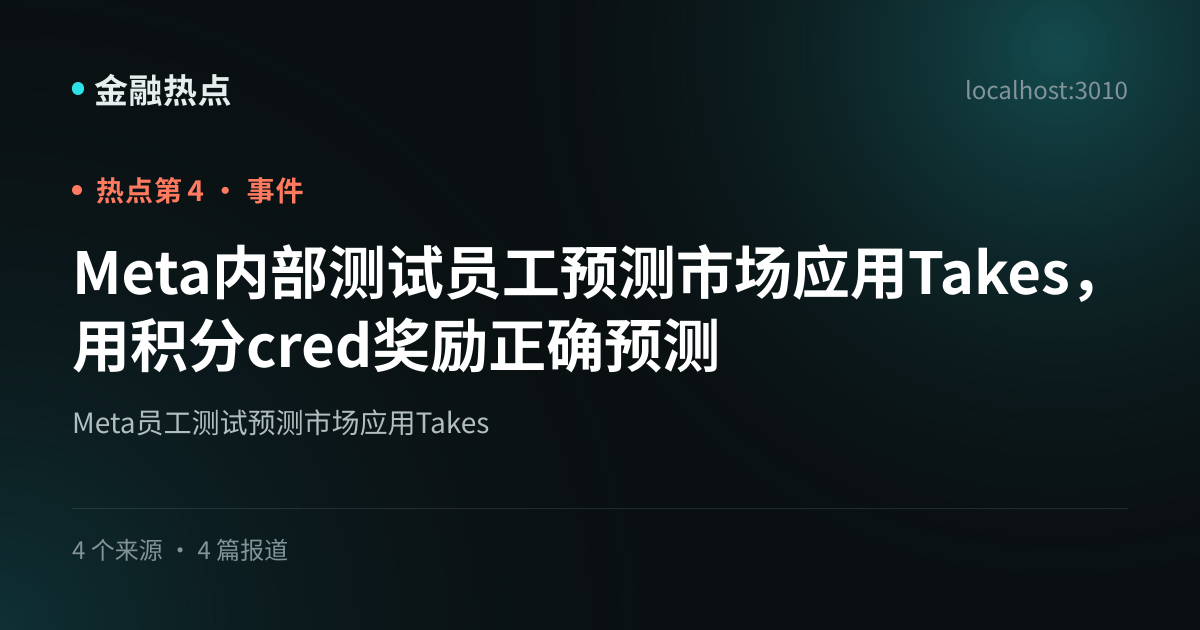 金融热点
localhost:3010
热点第 4 · 事件
Meta内部测试员工预测市场应用Takes，
用积分cred奖励正确预测
Meta员工测试预测市场应用Takes
4 个来源 · 4 篇报道